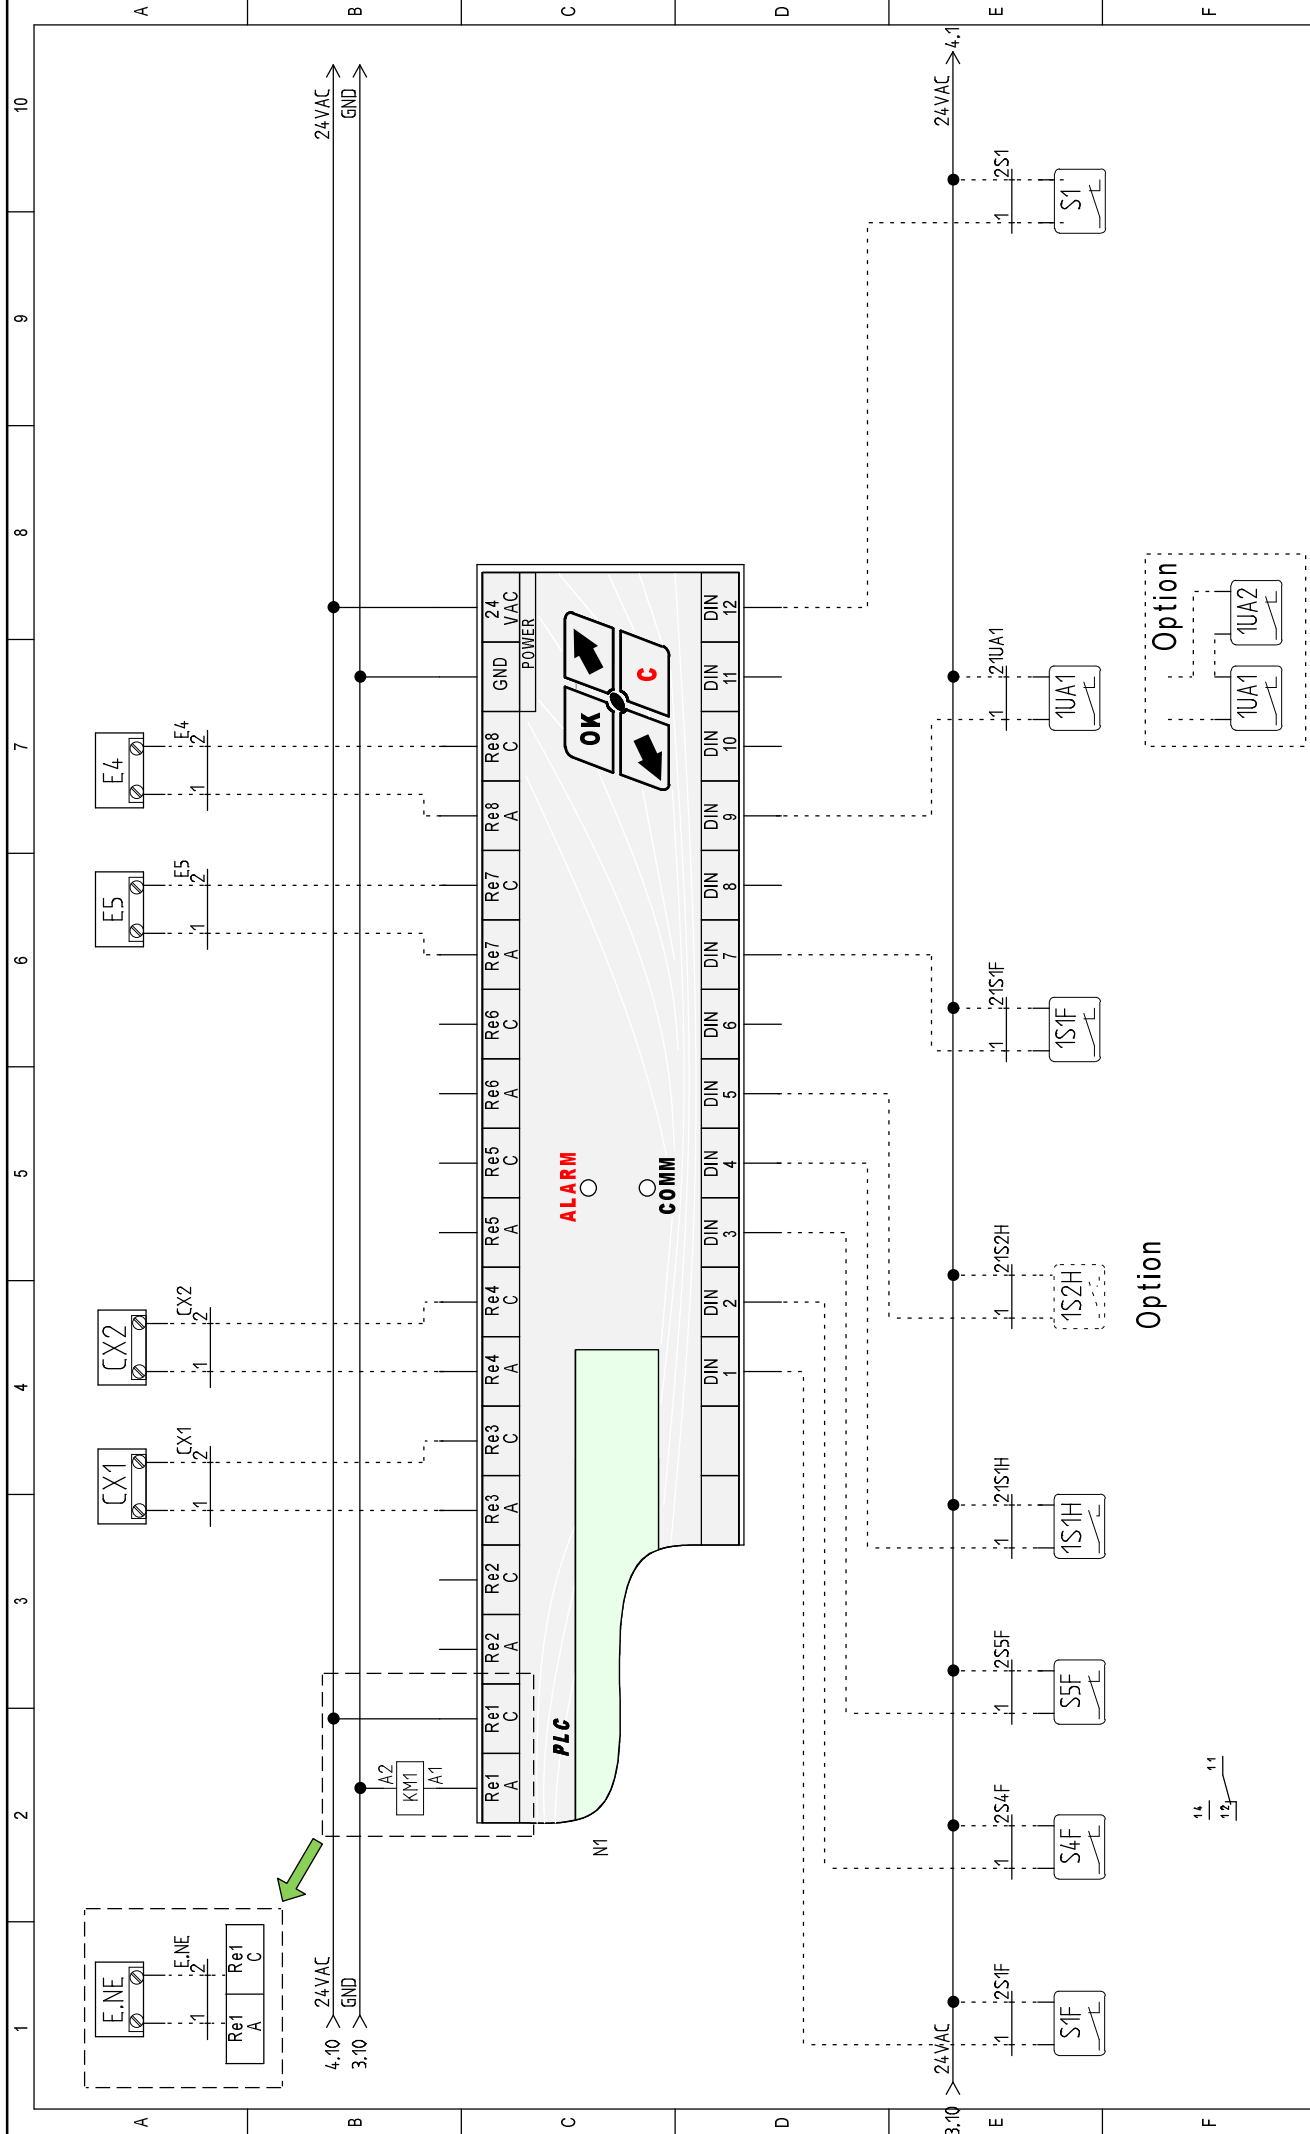 1
2
3
4
5
6
7
8
9
10
A
A
B
B
C
C
D
D
E
E
F
F
E.NE
E.NE
1
2
Re1
A
Re1
C
CX1
CX1
1
2
CX2
CX2
1
2
E5
E5
1
2
E4
E4
1
2
4.10
24VAC
24VAC
3.10
GND
GND
A2
KM1
A1
Re1
A
Re1
C
Re2
A
Re2
C
Re3
A
Re3
C
Re4
A
Re4
C
Re5
A
Re5
C
Re6
A
Re6
C
Re7
A
Re7
C
Re8
A
Re8
C
GND
24
VAC
POWER
N1
PLC
ALARM
COMM
OK
C
DIN
1
DIN
2
DIN
3
DIN
4
DIN
5
DIN
6
DIN
7
DIN
8
DIN
9
DIN
10
DIN
11
DIN
12
3.10
24VAC
24VAC
4.1
1
2S1F
S1F
1
2S4F
S4F
1
2S5F
S5F
1
21S1H
1S1H
1
21S2H
1S2H
Option
1
21S1F
1S1F
1
21UA1
1UA1
1
2S1
S1
14
12
11
Option
1UA1
1UA2